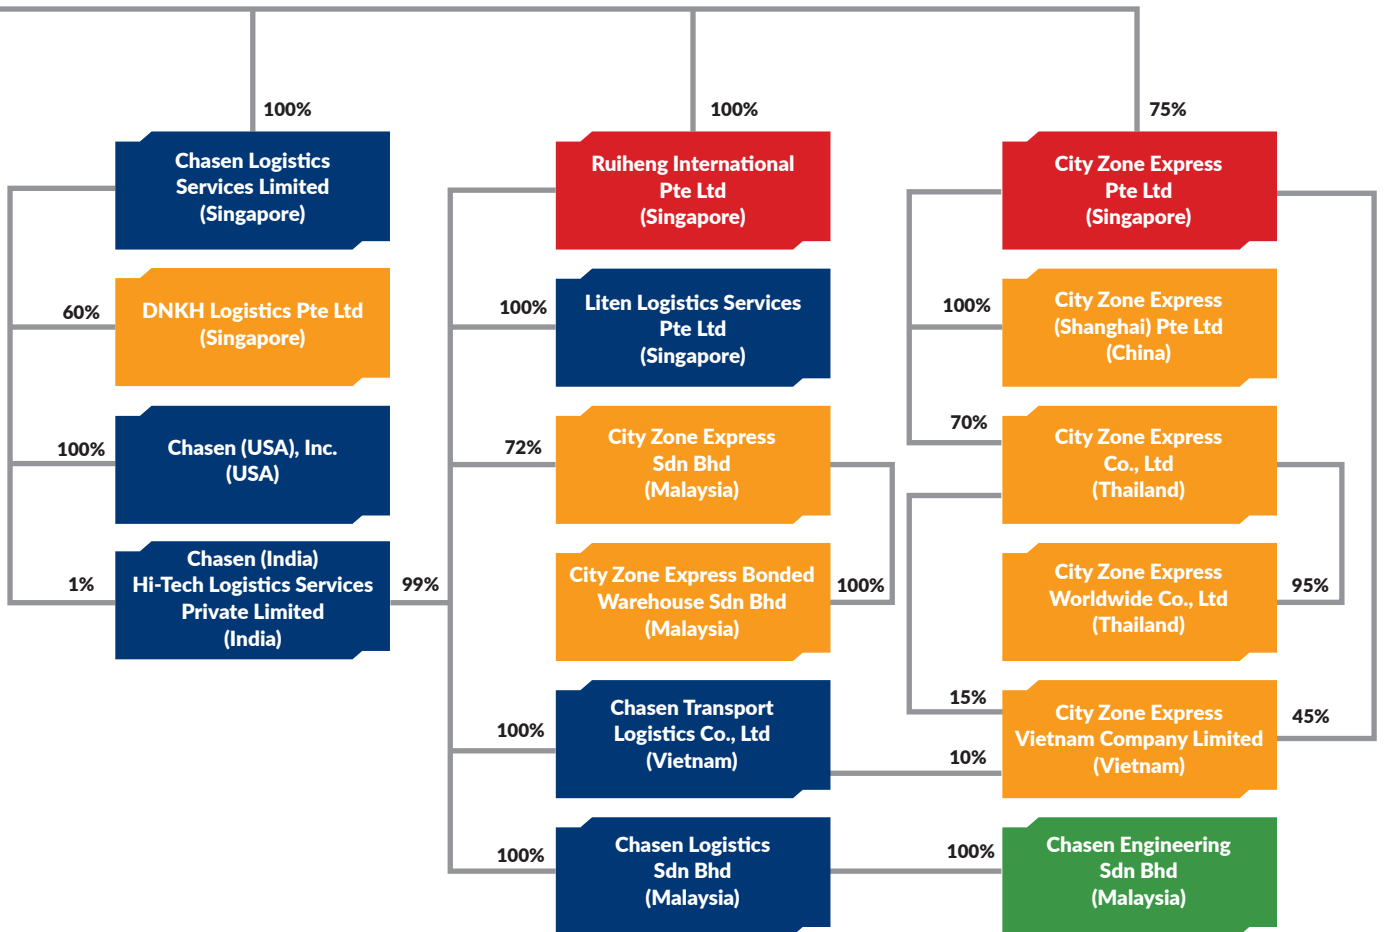 100%
Chasen Logistics
Services Limited
(Singapore)
60%
DNKH Logistics Pte Ltd
(Singapore)
100%
Chasen (USA), Inc.
(USA)
1%
Chasen (India)
Hi-Tech Logistics Services
Private Limited
(India)
99%
100%
Ruiheng International
Pte Ltd
(Singapore)
100%
Liten Logistics Services
Pte Ltd
(Singapore)
72%
City Zone Express
Sdn Bhd
(Malaysia)
City Zone Express Bonded
Warehouse Sdn Bhd
(Malaysia)
100%
100%
Chasen Transport
Logistics Co., Ltd
(Vietnam)
100%
Chasen Logistics
Sdn Bhd
(Malaysia)
75%
City Zone Express
Pte Ltd
(Singapore)
100%
City Zone Express
(Shanghai) Pte Ltd
(China)
70%
City Zone Express
Co., Ltd
(Thailand)
City Zone Express
Worldwide Co., Ltd
(Thailand)
95%
15%
10%
City Zone Express
Vietnam Company Limited
(Vietnam)
45%
100%
Chasen Engineering
Sdn Bhd
(Malaysia)